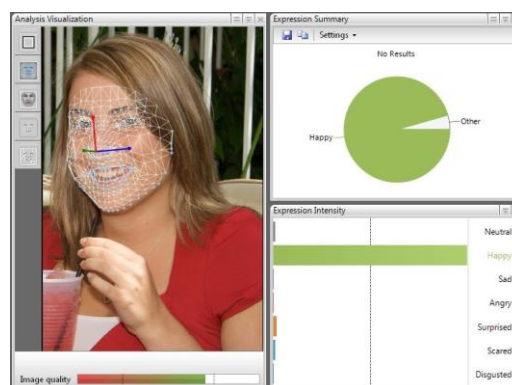 Analysis Visualization
Image quality
Expression Summary
Settings
No Results
Happy
Other
Expression Intensity
Neutral
Happy
Sad
Angry
Surprised
Scared
Disgusted